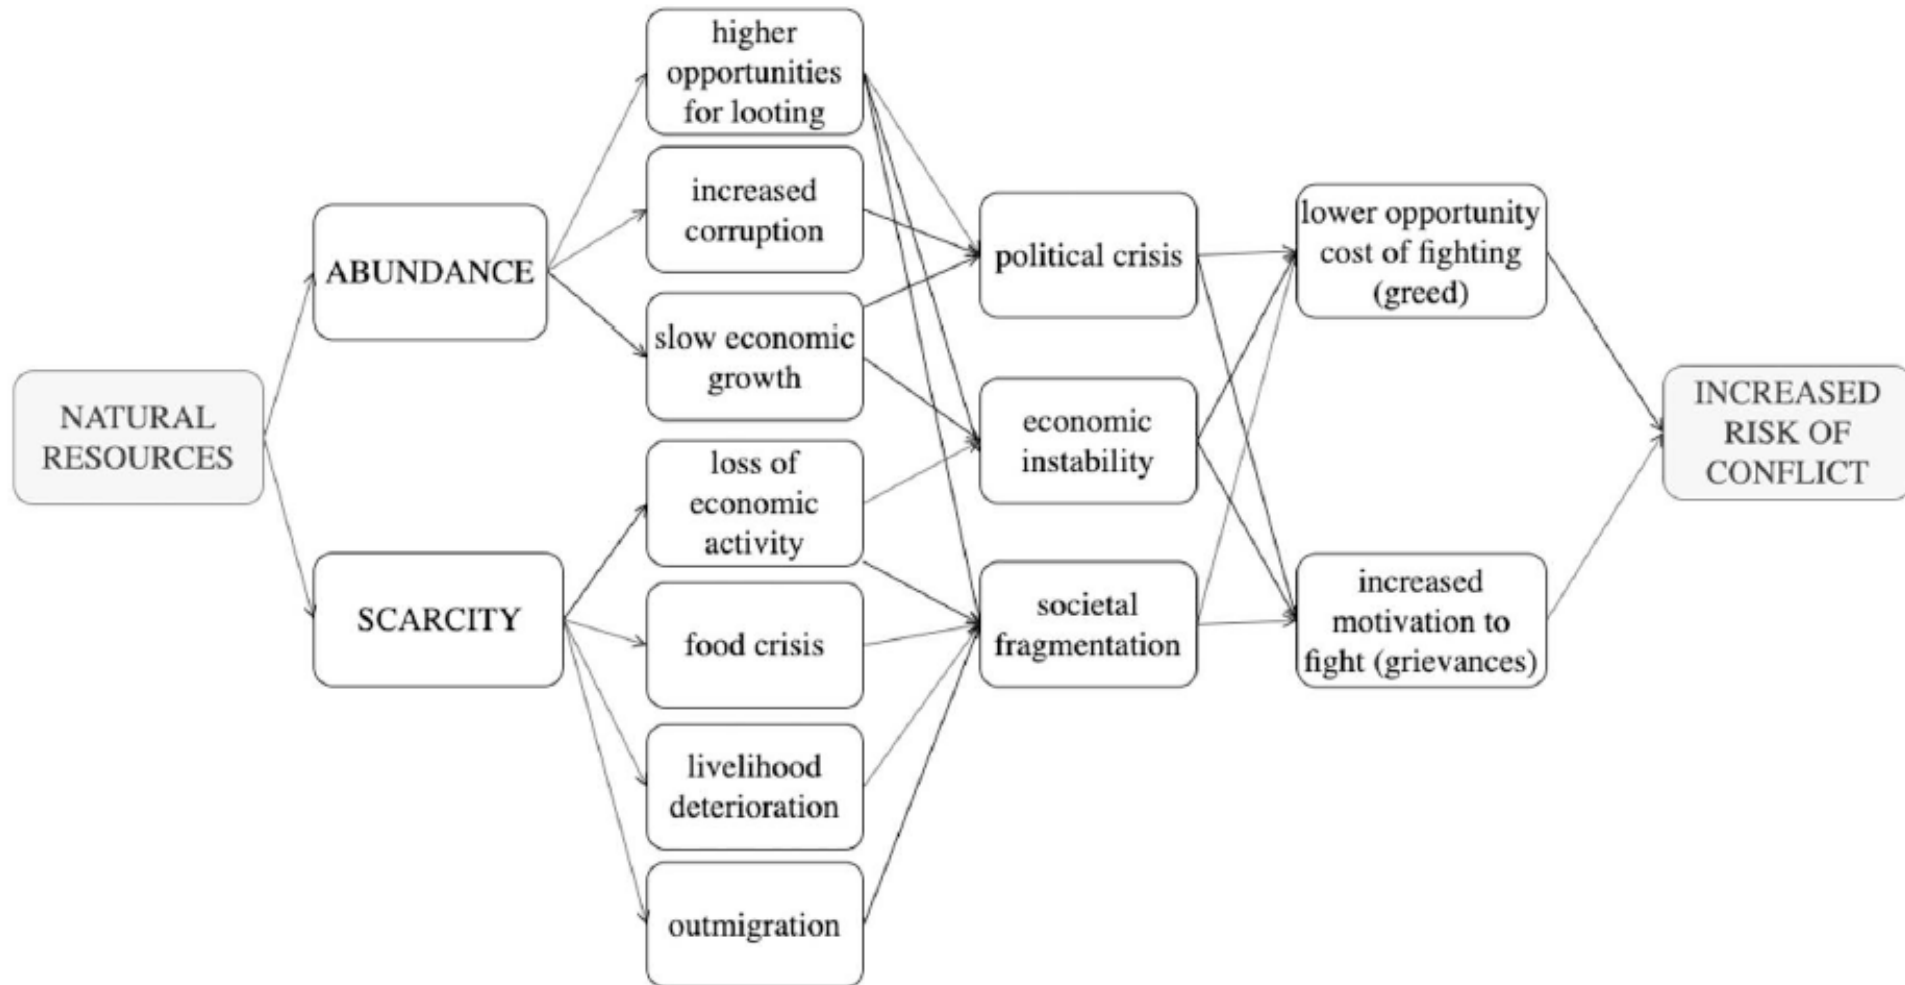 NATURAL
RESOURCES
ABUNDANCE
SCARCITY
higher
opportunities
for looting
increased
corruption
slow economic
growth
loss of
economic
activity
food crisis
livelihood
deterioration
outmigration
political crisis
economic
instability
societal
fragmentation
lower opportunity
cost of fighting
(greed)
increased
motivation to
fight (grievances)
INCREASED
RISK OF
CONFLICT